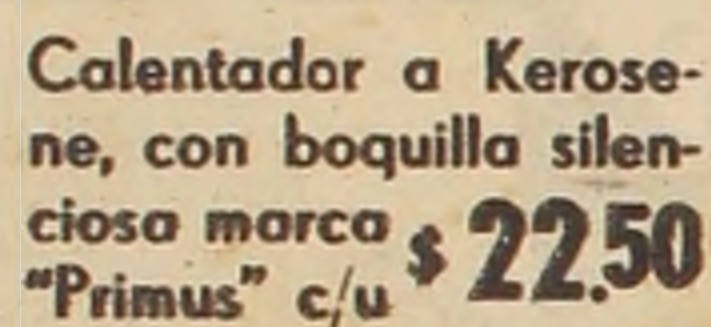 Calentador a Kerose-
ne, con boquilla silen-
ciosa marca
"Primus" c/u
$ 22.50